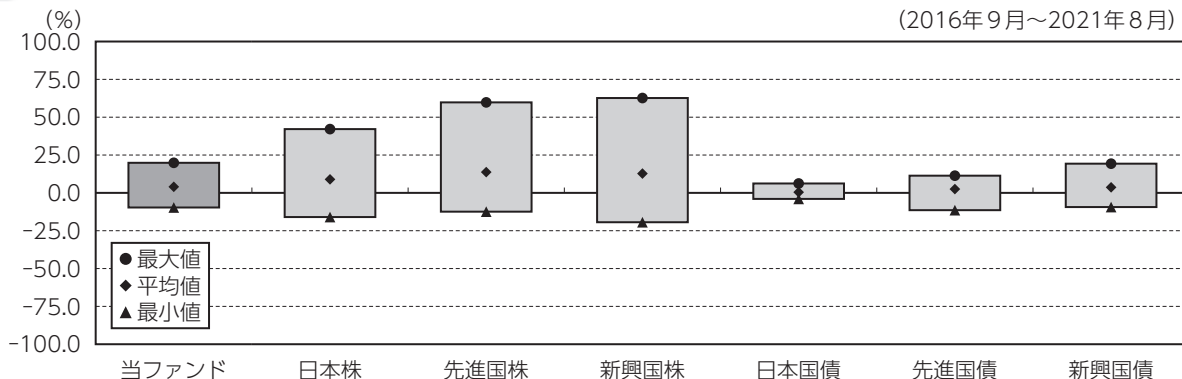 (%)
(2016年9月～2021年8月)
100.0
75.0
50.0
25.0
0.0
-25.0
-50.0
-75.0
-100.0
●最大値
◆平均値
▲最小値
当ファンド 日本株 先進国株 新興国株 日本国債 先進国債 新興国債